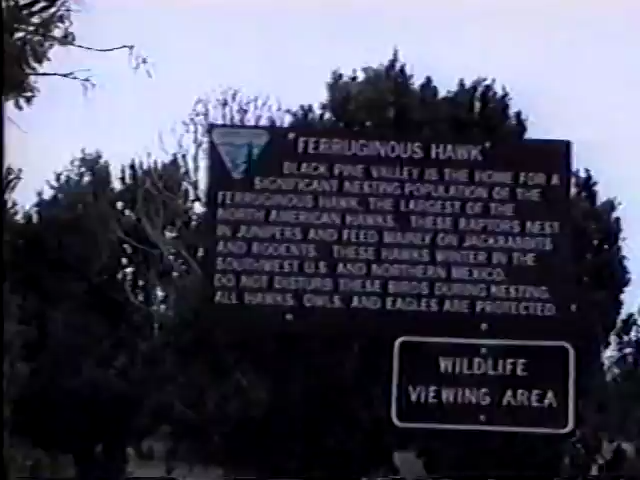 "FERRUGINOUS HAWK"
BLACK PINE VALLEY IS THE HOME FOR A
SIGNIFICANT NESTING POPULATION OF THE
FERRUGINOUS HAWK, THE LARGEST OF THE
NORTH AMERICAN HAWKS. THESE RAPTORS NEST
IN JUNIPERS AND FEED MAINLY ON JACKRABBITS
AND RODENTS. THESE HAWKS WINTER IN THE
SOUTHWEST U.S. AND NORTHERN MEXICO.
DO NOT DISTURB THESE BIRDS DURING NESTING.
ALL HAWKS, OWLS, AND EAGLES ARE PROTECTED.
WILDLIFE
VIEWING AREA